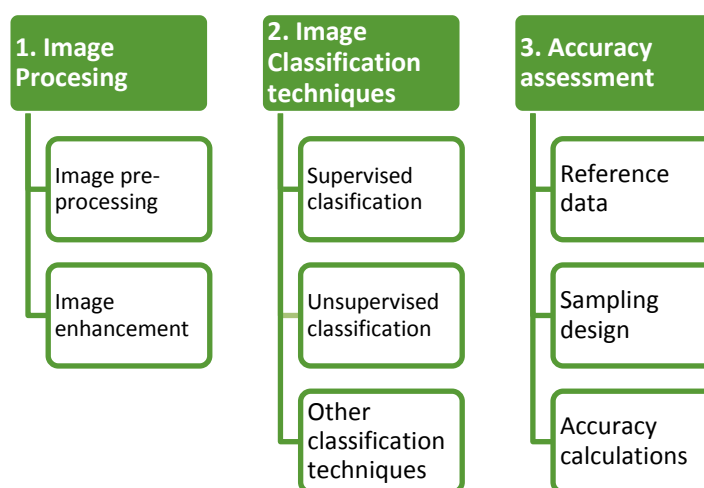 1. Image
Procesing
Image pre-
processing
Image
enhancement
2. Image
Classification
techniques
Supervised
clasification
Unsupervised
classification
Other
classification
techniques
3. Accuracy
assessment
Reference
data
Sampling
design
Accuracy
calculations